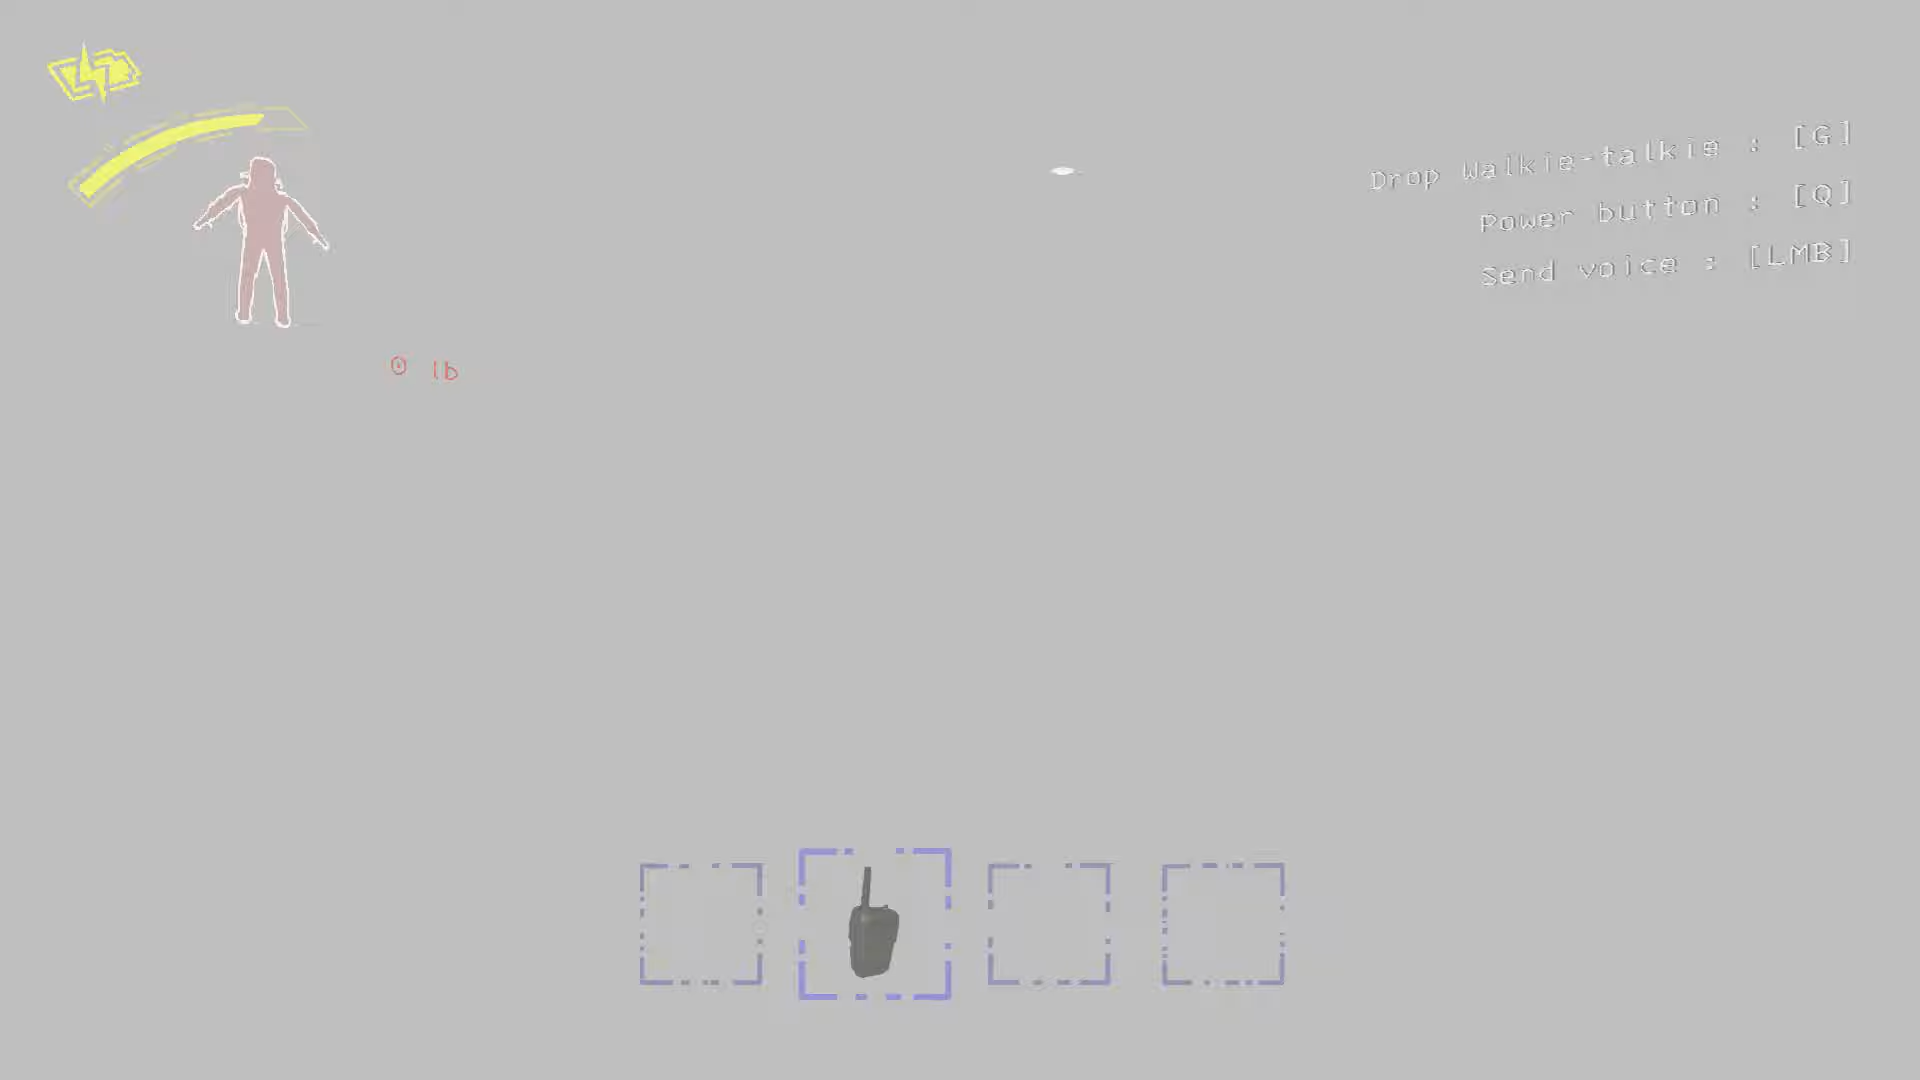 Drop Walkie-talkie : [G]
Power button : [Q]
Send voice : [LMB]
0 lb